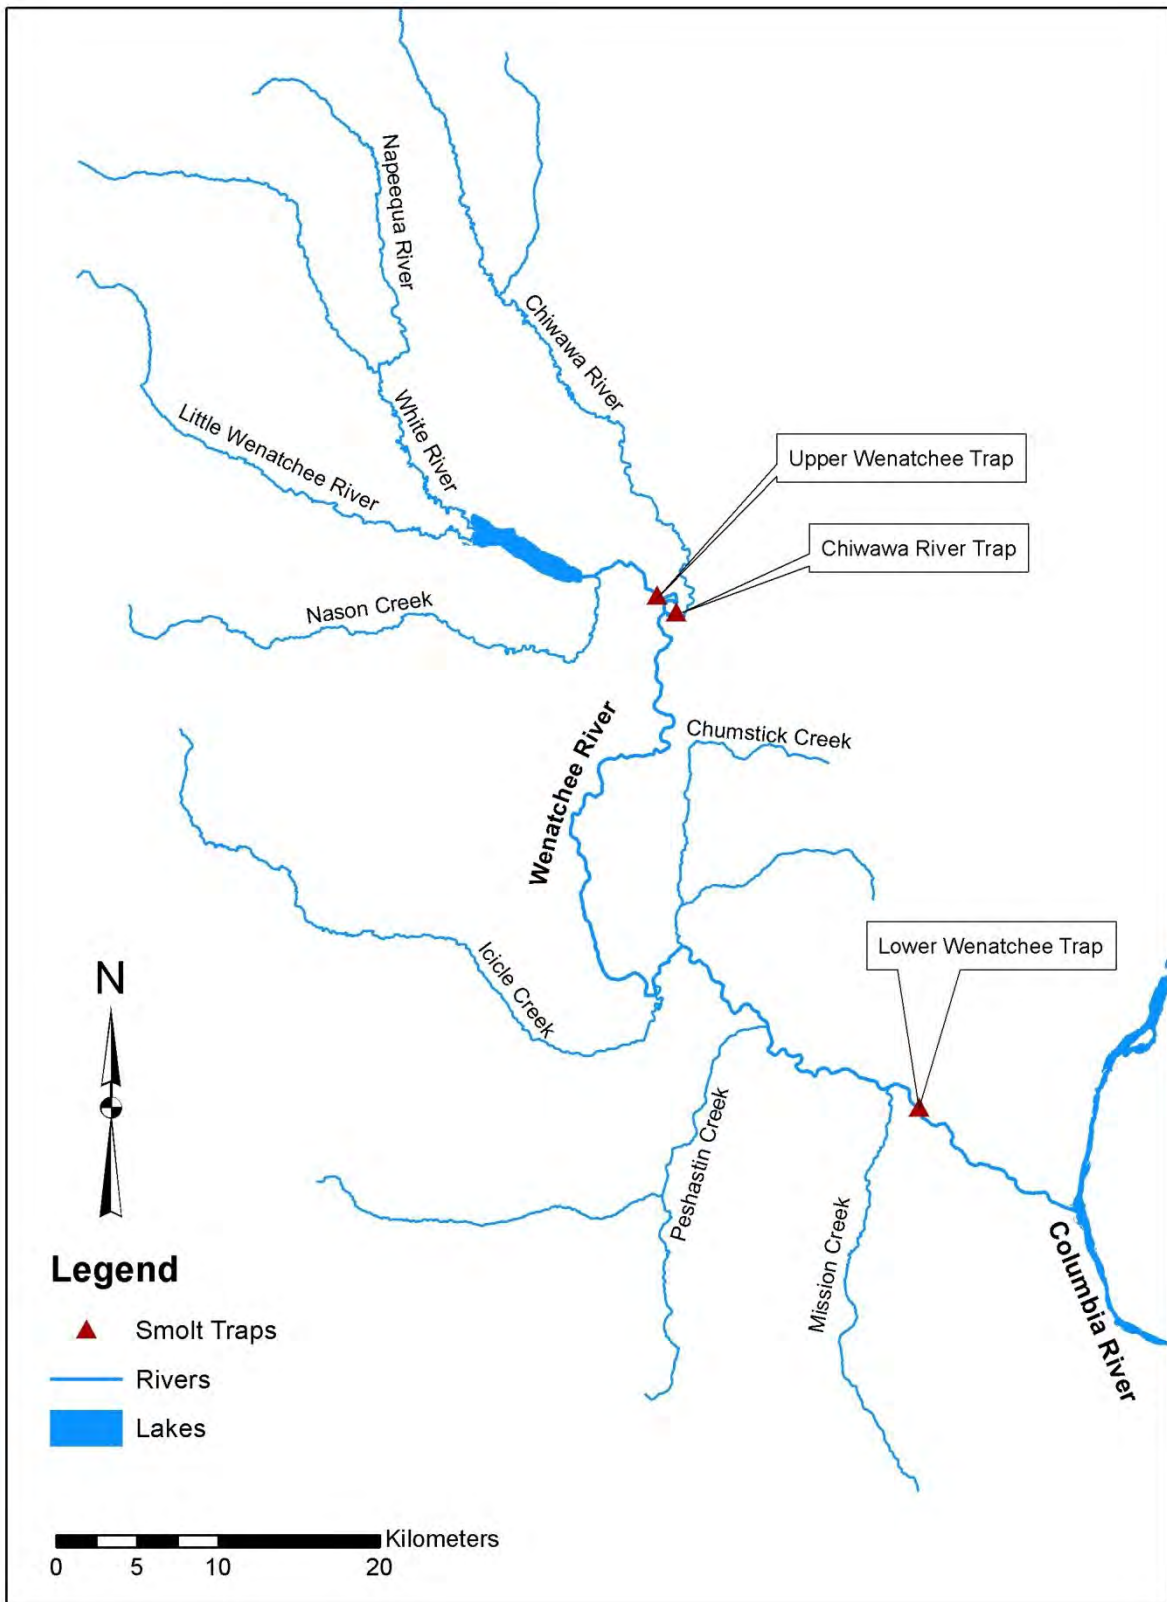 Napeequa River
Chiwawa River
White River
Little Wenatchee River
Upper Wenatchee Trap
Chiwawa River Trap
Nason Creek
Wenatchee River
Chumstick Creek
Icicle Creek
Lower Wenatchee Trap
N
Peshastin Creek
Mission Creek
Columbia River
Legend
Smolt Traps
Rivers
Lakes
Kilometers
0 5 10 20